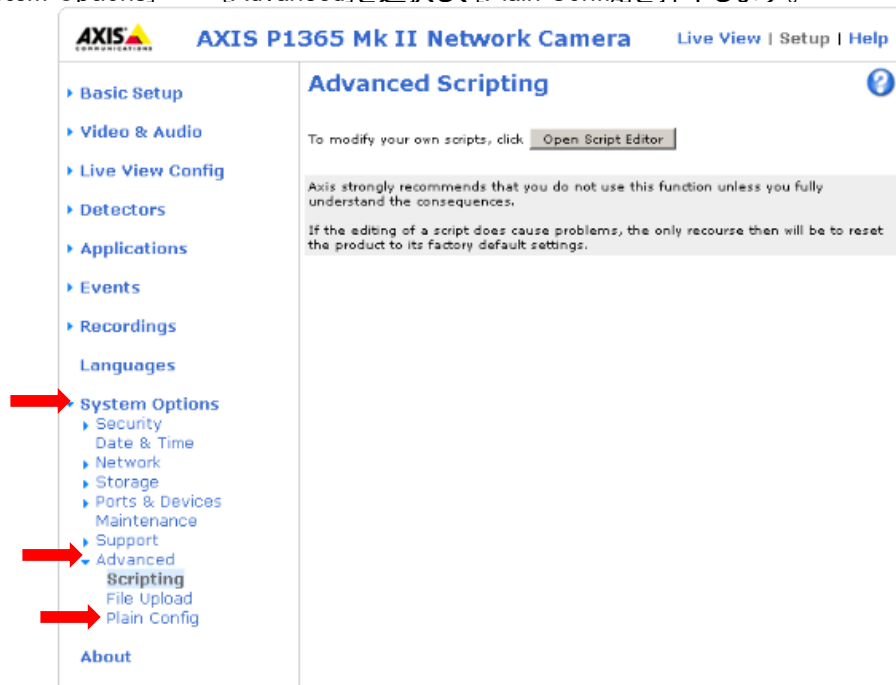 AXIS COMMUNICATIONS
AXIS P1365 Mk II Network Camera
Live View | Setup | Help
Basic Setup
Video & Audio
Live View Config
Detectors
Applications
Events
Recordings
Languages
System Options
Security
Date & Time
Network
Storage
Ports & Devices
Maintenance
Support
Advanced
Scripting
File Upload
Plain Config
About
Advanced Scripting
?
To modify your own scripts, click Open Script Editor
Axis strongly recommends that you do not use this function unless you fully
understand the consequences.
If the editing of a script does cause problems, the only recourse then will be to reset
the product to its factory default settings.